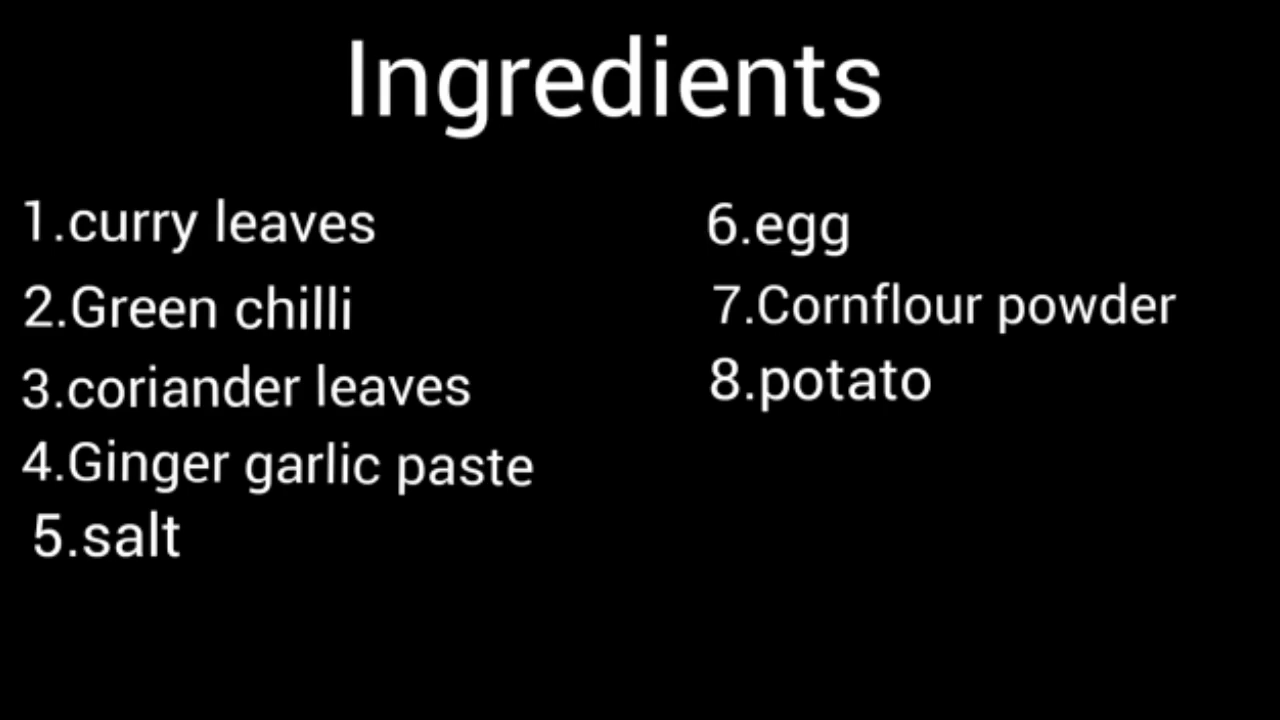 Ingredients
1.curry leaves
2.Green chilli
3.coriander leaves
4.Ginger garlic paste
5.salt
6.egg
7.Cornflour powder
8.potato